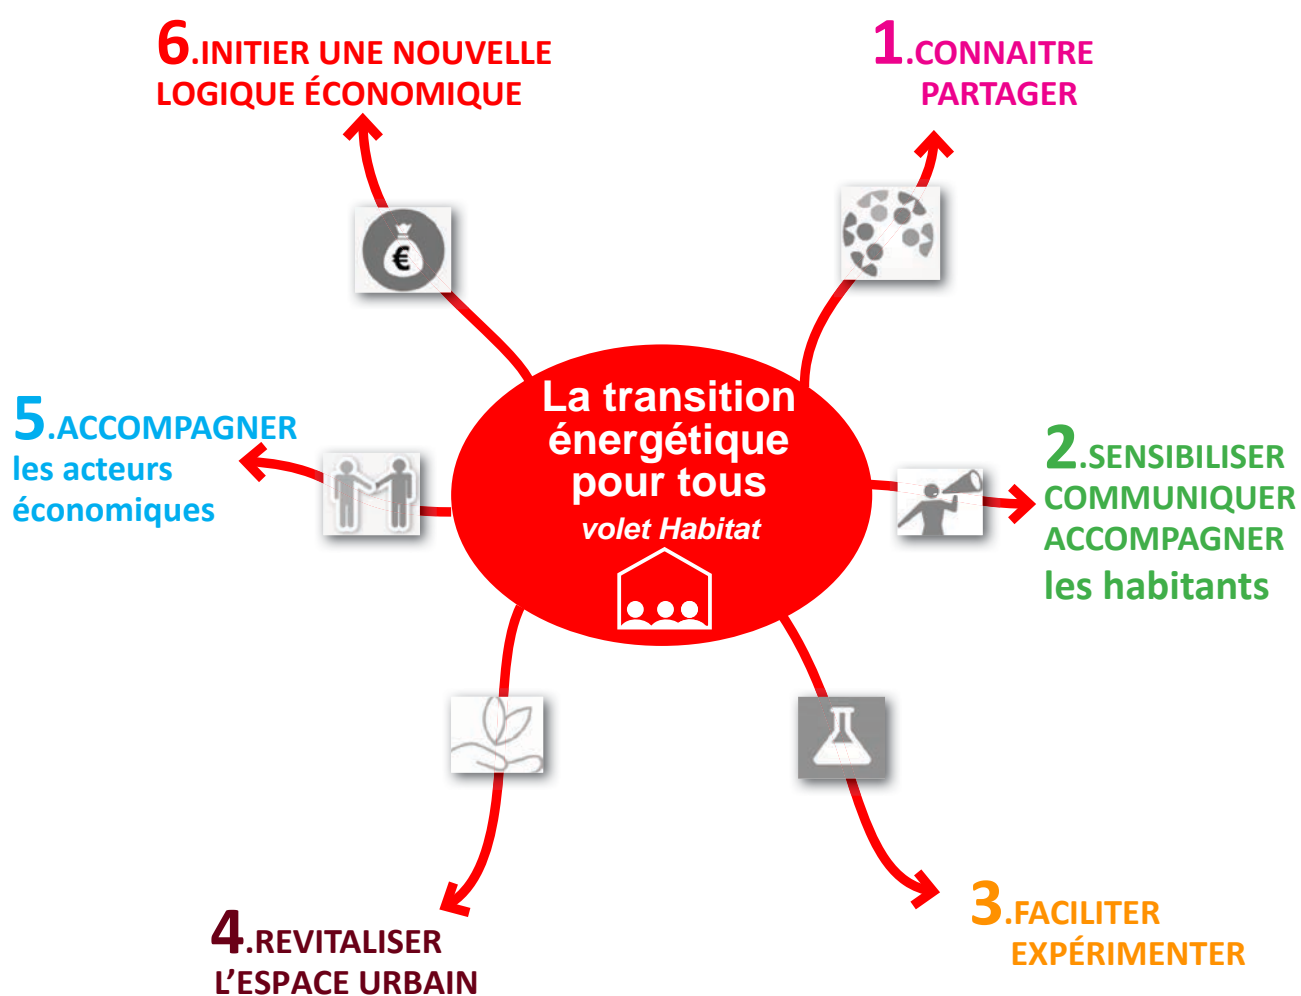 6.INITIER UNE NOUVELLE
LOGIQUE ÉCONOMIQUE
1.CONNAITRE
PARTAGER
€
La transition
énergétique
pour tous
volet Habitat
5.ACCOMPAGNER
les acteurs
économiques
2.SENSIBILISER
COMMUNIQUER
ACCOMPAGNER
les habitants
4.REVITALISER
L’ESPACE URBAIN
3.FACILITER
EXPÉRIMENTER